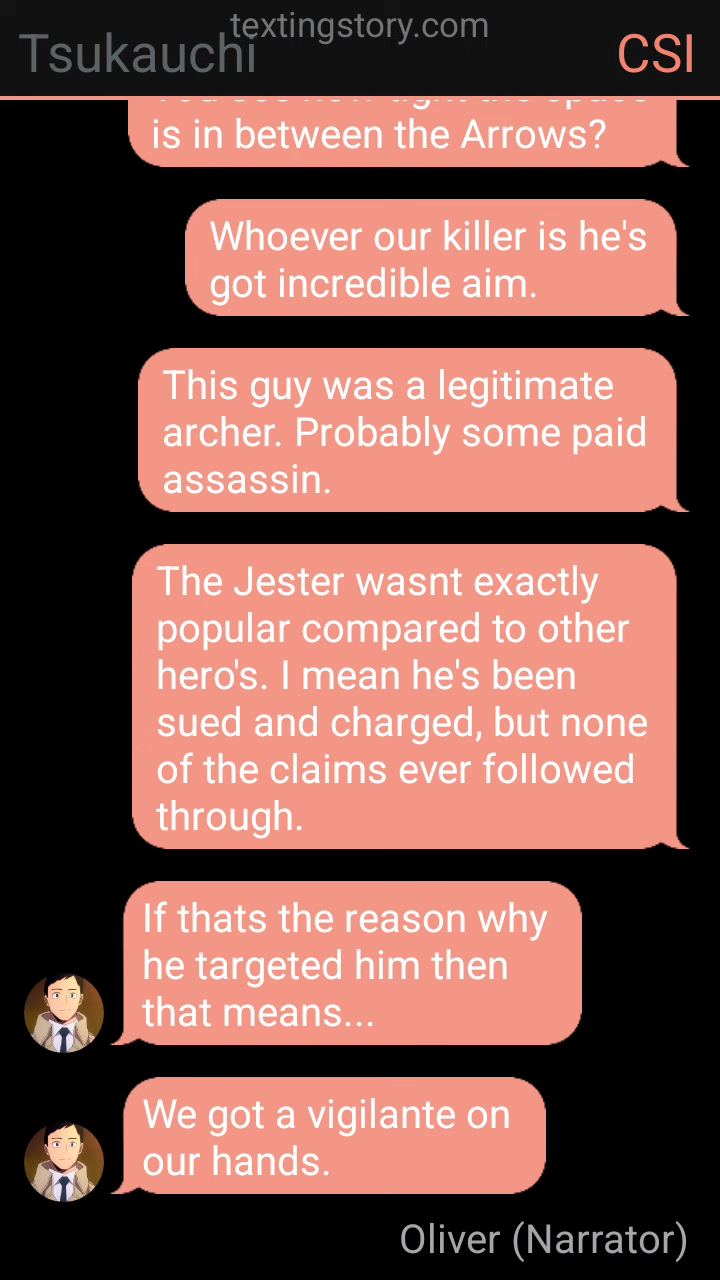 textingstory.com
Tsukauchi
CSI
is in between the Arrows?
Whoever our killer is he's
got incredible aim.
This guy was a legitimate
archer. Probably some paid
assassin.
The Jester wasnt exactly
popular compared to other
hero's. I mean he's been
sued and charged, but none
of the claims ever followed
through.
If thats the reason why
he targeted him then
that means...
We got a vigilante on
our hands.
Oliver (Narrator)